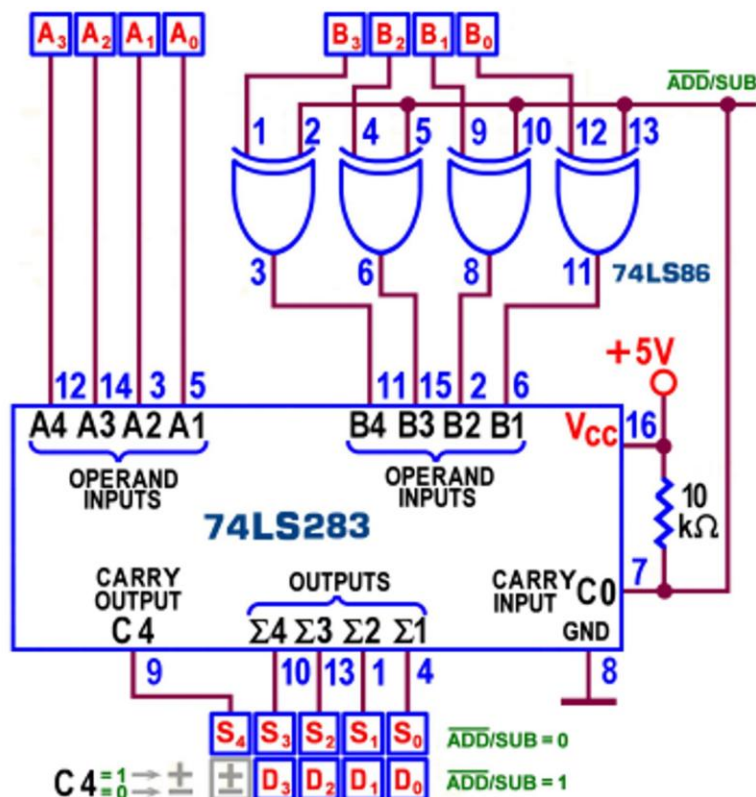 A3 A2 A1 A0 B3 B2 B1 B0
ADD/SUB
1 2 4 5 9 10 12 13
3 6 8 11 74LS86
+5V
12 14 3 5 11 15 2 6
A4 A3 A2 A1 B4 B3 B2 B1 VCC 16
OPERAND INPUTS OPERAND INPUTS
10 kΩ
74LS283
7
CARRY OUTPUT OUTPUTS CARRY INPUT C0
C4 Σ4 Σ3 Σ2 Σ1 GND
9 10 13 1 4 8
S4 S3 S2 S1 S0 ADD/SUB = 0
C4 =1 → ± =0 → − ± D3 D2 D1 D0 ADD/SUB = 1